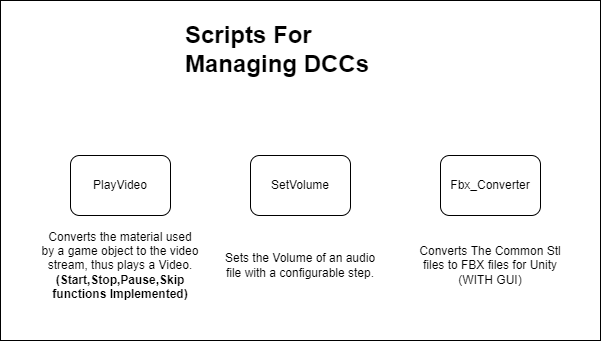 Scripts For
Managing DCCs
PlayVideo
SetVolume
Fbx_Converter
Converts the material used
by a game object to the video
stream, thus plays a Video.
(Start,Stop,Pause,Skip
functions Implemented)
Sets the Volume of an audio
file with a configurable step.
Converts The Common Stl
files to FBX files for Unity
(WITH GUI)